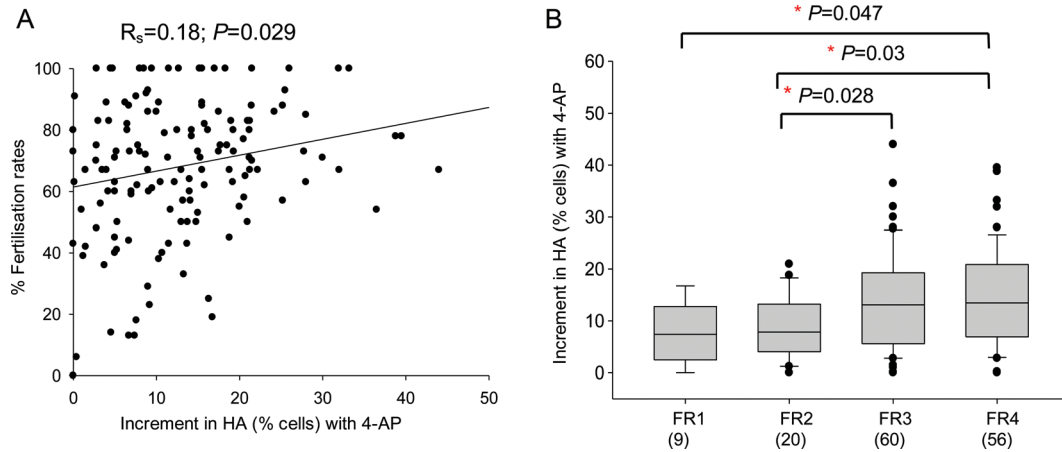 A
Rs=0.18; P=0.029
100
80
60
40
20
0
% Fertilisation rates
0 10 20 30 40 50
Increment in HA (% cells) with 4-AP
B
* P=0.047
* P=0.03
* P=0.028
60
50
40
30
20
10
0
Increment in HA (% cells) with 4-AP
FR1 FR2 FR3 FR4
(9) (20) (60) (56)